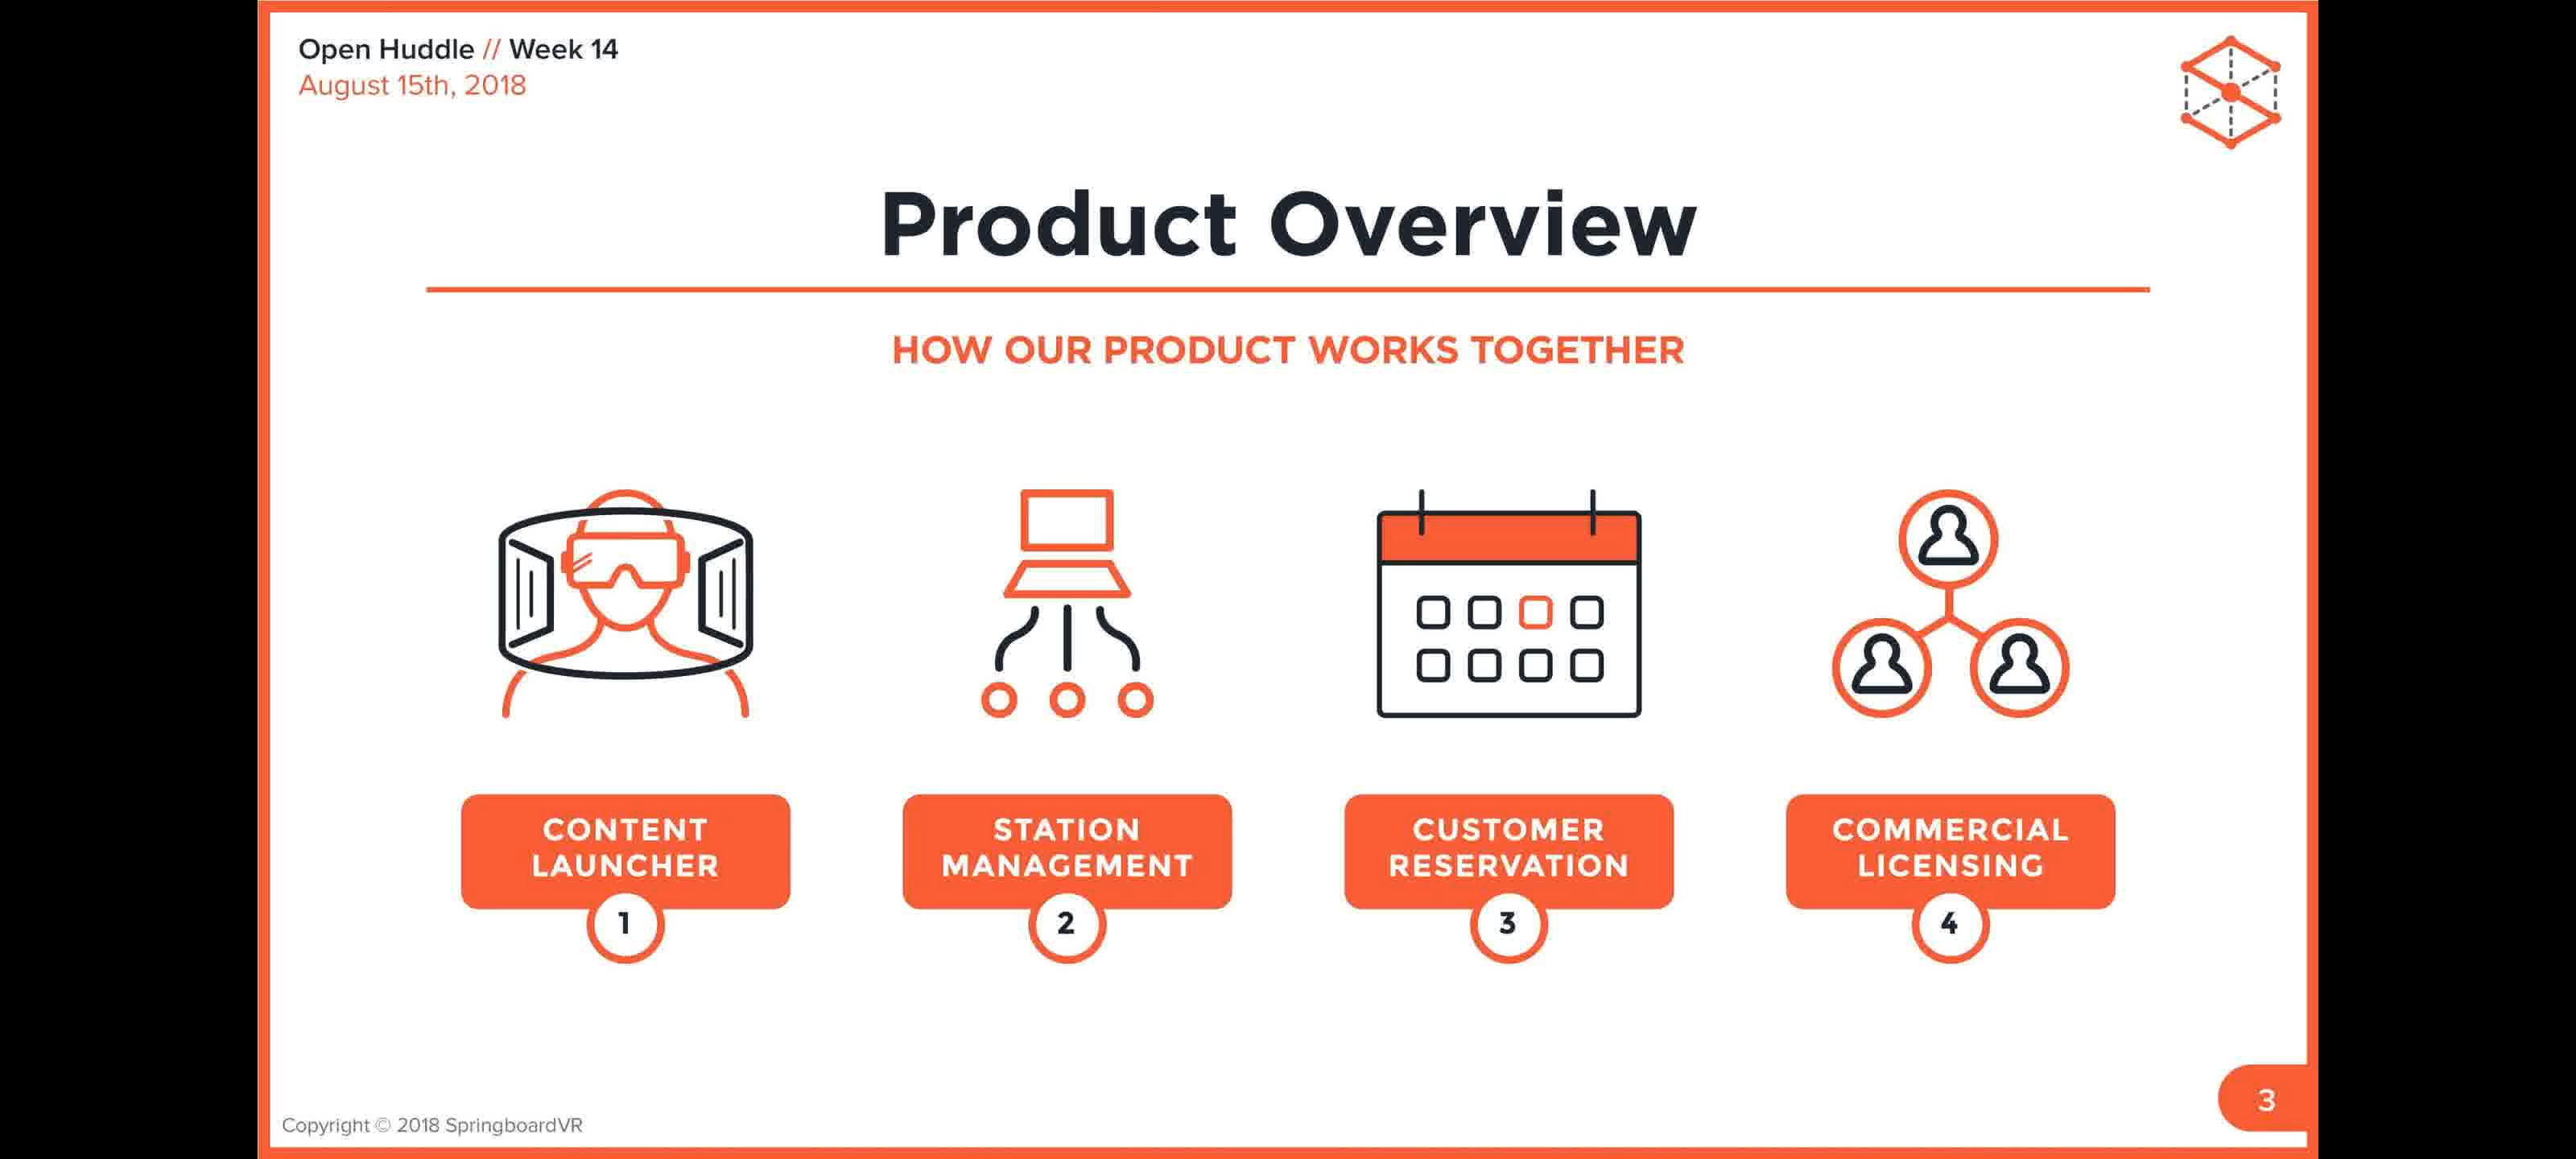 Open Huddle // Week 14
August 15th, 2018
Product Overview
HOW OUR PRODUCT WORKS TOGETHER
CONTENT
LAUNCHER
1
STATION
MANAGEMENT
2
CUSTOMER
RESERVATION
3
COMMERCIAL
LICENSING
4
Copyright © 2018 SpringboardVR
3